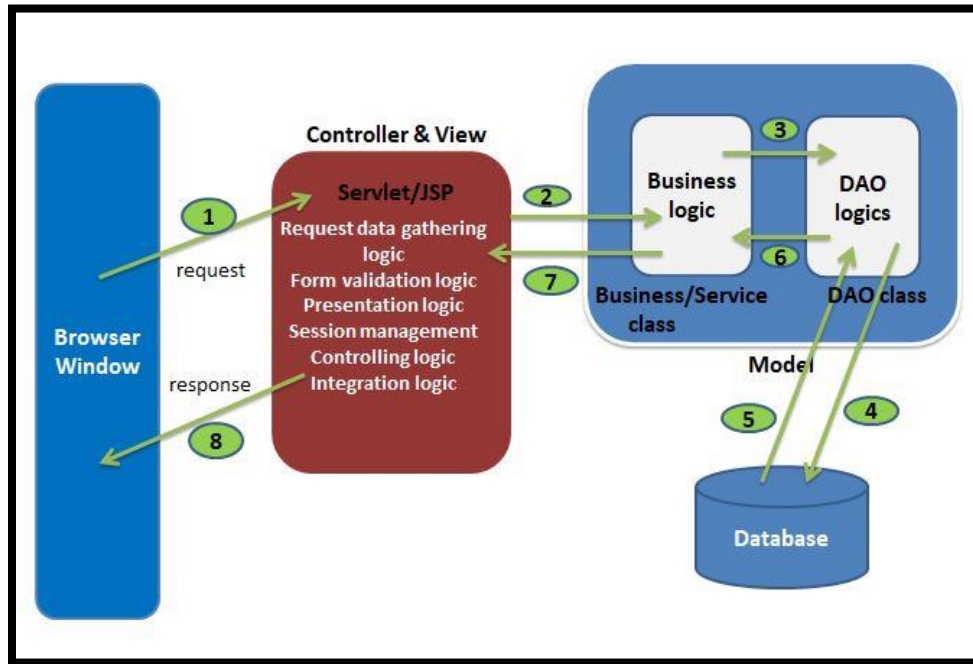 Controller & View
Servlet/JSP
Request data gathering
logic
Form validation logic
Presentation logic
Session management
Controlling logic
Integration logic
Browser
Window
1
request
response
8
2
7
Business
logic
Business/Service
class
3
6
DAO
logics
DAO class
Model
5
4
Database